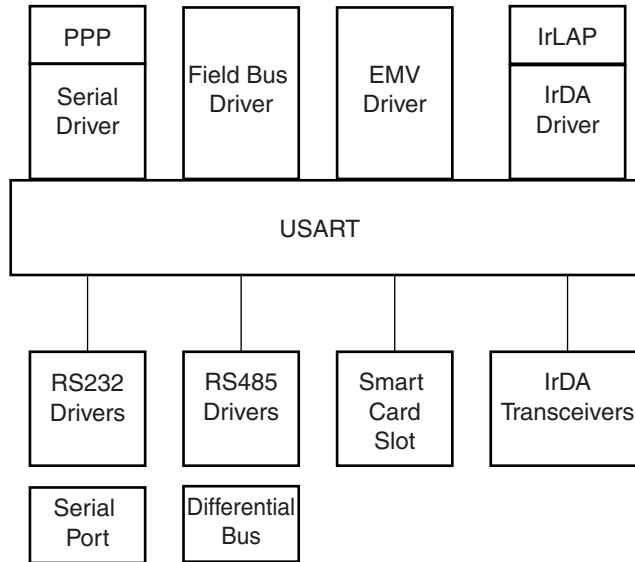 PPP
Serial
Driver
Field Bus
Driver
EMV
Driver
IrLAP
IrDA
Driver
USART
RS232
Drivers
RS485
Drivers
Smart
Card
Slot
IrDA
Transceivers
Serial
Port
Differential
Bus